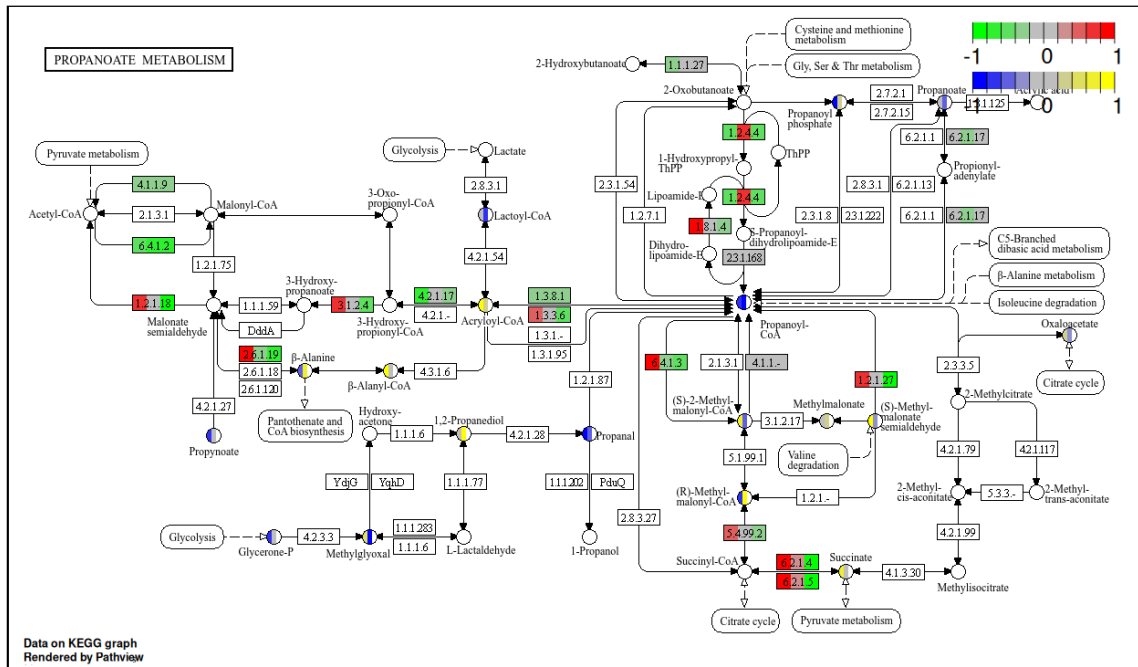 PROPANOATE METABOLISM
-1 0 1
-1 0 1
Cysteine and methionine
metabolism
Gly, Ser & Thr metabolism
2-Hydroxybutanoate
1.1.1.27
2-Oxobutanoate
Propanoyl
phosphate
2.7.2.1
2.7.2.15
Propanoate
1.3.1.125
Acrylic acid
6.2.1.1
6.2.1.17
Propionyl-
adenylate
2.8.3.1
6.2.1.13
6.2.1.1
6.2.1.17
1.2.4.4
1-Hydroxypropyl-
ThPP
ThPP
Lipoamide-E
1.2.4.4
1.8.1.4
S-Propanoyl-
dihydrolipoamide-E
Dihydro-
lipoamide-E
2.3.1.168
2.3.1.54
1.2.7.1
2.3.1.8
2.3.1.222
C5-Branched
dibasic acid metabolism
β-Alanine metabolism
Isoleucine degradation
Pyruvate metabolism
Glycolysis
Lactate
2.8.3.1
Lactoyl-CoA
4.2.1.54
4.1.1.9
Acetyl-CoA
2.1.3.1
Malonyl-CoA
6.4.1.2
3-Oxo-
propionyl-CoA
1.2.1.75
1.2.1.18
Malonate
semialdehyde
1.1.1.59
DddA
3-Hydroxy-
propanoate
3.1.2.4
3-Hydroxy-
propionyl-CoA
4.2.1.17
4.2.1.-
Acryloyl-CoA
1.3.8.1
1.3.3.6
1.3.1.-
1.3.1.95
Propanoyl-
CoA
2.6.1.19
2.6.1.18
2.6.1.120
β-Alanine
β-Alanyl-CoA
4.3.1.6
4.2.1.27
Propynoate
Pantothenate and
CoA biosynthesis
1.2.1.87
6.4.1.3
2.1.3.1
4.1.1.-
1.2.1.27
Oxaloacetate
2.3.3.5
Citrate cycle
2-Methylcitrate
(S)-2-Methyl-
malonyl-CoA
3.1.2.17
Methylmalonate
(S)-Methyl-
malonate
semialdehyde
Valine
degradation
5.1.99.1
(R)-Methyl-
malonyl-CoA
1.2.1.-
4.2.1.79
4.2.1.117
2-Methyl-
cis-aconitate
5.3.3.-
2-Methyl-
trans-aconitate
4.2.1.99
Hydroxy-
acetone
1.1.1.6
1,2-Propanediol
4.2.1.28
Propanal
YdjG
YqhD
1.1.1.77
1.1.1.202
PduQ
1-Propanol
Glycolysis
Glycerone-P
4.2.3.3
Methylglyoxal
1.1.1.283
1.1.1.6
L-Lactaldehyde
2.8.3.27
5.4.99.2
Succinyl-CoA
6.2.1.4
6.2.1.5
Succinate
4.1.3.30
Methylisocitrate
Citrate cycle
Pyruvate metabolism
Data on KEGG graph
Rendered by Pathview